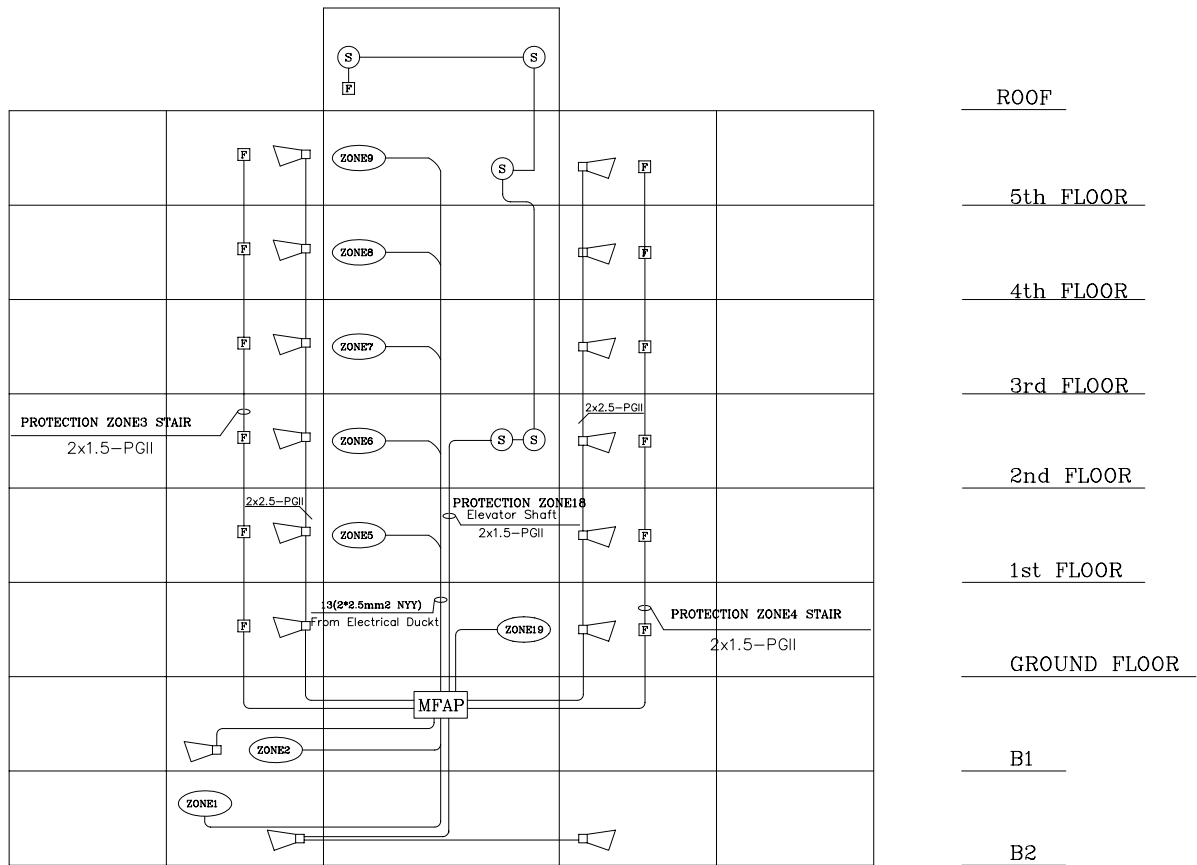 S S
F
ROOF
F ZONE9 S F
5th FLOOR
F ZONE8 F
4th FLOOR
F ZONE7 F
3rd FLOOR
2x2.5-PGII
PROTECTION ZONE3 STAIR
2x1.5-PGII
F ZONE6 S S F
2nd FLOOR
2x2.5-PGII
PROTECTION ZONE18
Elevator Shaft
2x1.5-PGII
F ZONE5 F
1st FLOOR
13(2*2.5mm2 NYY)
From Electrical Duckt
PROTECTION ZONE4 STAIR
2x1.5-PGII
F ZONE19 F
GROUND FLOOR
MFAP
ZONE2
B1
ZONE1
B2